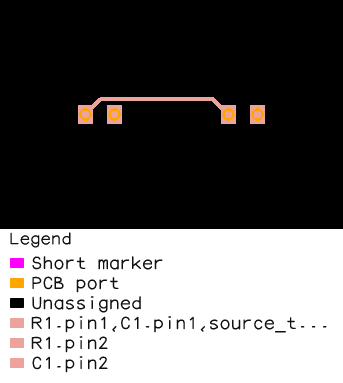 Legend
Short marker
PCB port
Unassigned
R1.pin1,C1.pin1,source_t...
R1.pin2
C1.pin2